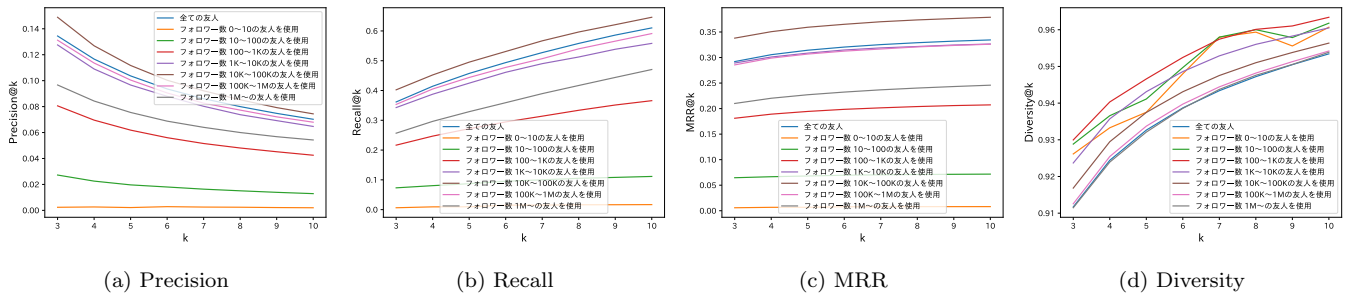 0.14
0.12
0.10
0.08
0.06
0.04
0.02
0.00
Precision@k
全ての友人
フォロワー数 0～10の友人を使用
フォロワー数 10～100の友人を使用
フォロワー数 100～1Kの友人を使用
フォロワー数 1K～10Kの友人を使用
フォロワー数 10K～100Kの友人を使用
フォロワー数 100K～1Mの友人を使用
フォロワー数 1M～の友人を使用
3 4 5 6 7 8 9 10
k
(a) Precision
0.6
0.5
0.4
0.3
0.2
0.1
0.0
Recall@k
全ての友人
フォロワー数 0～10の友人を使用
フォロワー数 10～100の友人を使用
フォロワー数 100～1Kの友人を使用
フォロワー数 1K～10Kの友人を使用
フォロワー数 10K～100Kの友人を使用
フォロワー数 100K～1Mの友人を使用
フォロワー数 1M～の友人を使用
3 4 5 6 7 8 9 10
k
(b) Recall
0.35
0.30
0.25
0.20
0.15
0.10
0.05
0.00
MRR@k
全ての友人
フォロワー数 0～10の友人を使用
フォロワー数 10～100の友人を使用
フォロワー数 100～1Kの友人を使用
フォロワー数 1K～10Kの友人を使用
フォロワー数 10K～100Kの友人を使用
フォロワー数 100K～1Mの友人を使用
フォロワー数 1M～の友人を使用
3 4 5 6 7 8 9 10
k
(c) MRR
0.96
0.95
0.94
0.93
0.92
0.91
Diversity@k
全ての友人
フォロワー数 0～10の友人を使用
フォロワー数 10～100の友人を使用
フォロワー数 100～1Kの友人を使用
フォロワー数 1K～10Kの友人を使用
フォロワー数 10K～100Kの友人を使用
フォロワー数 100K～1Mの友人を使用
フォロワー数 1M～の友人を使用
3 4 5 6 7 8 9 10
k
(d) Diversity